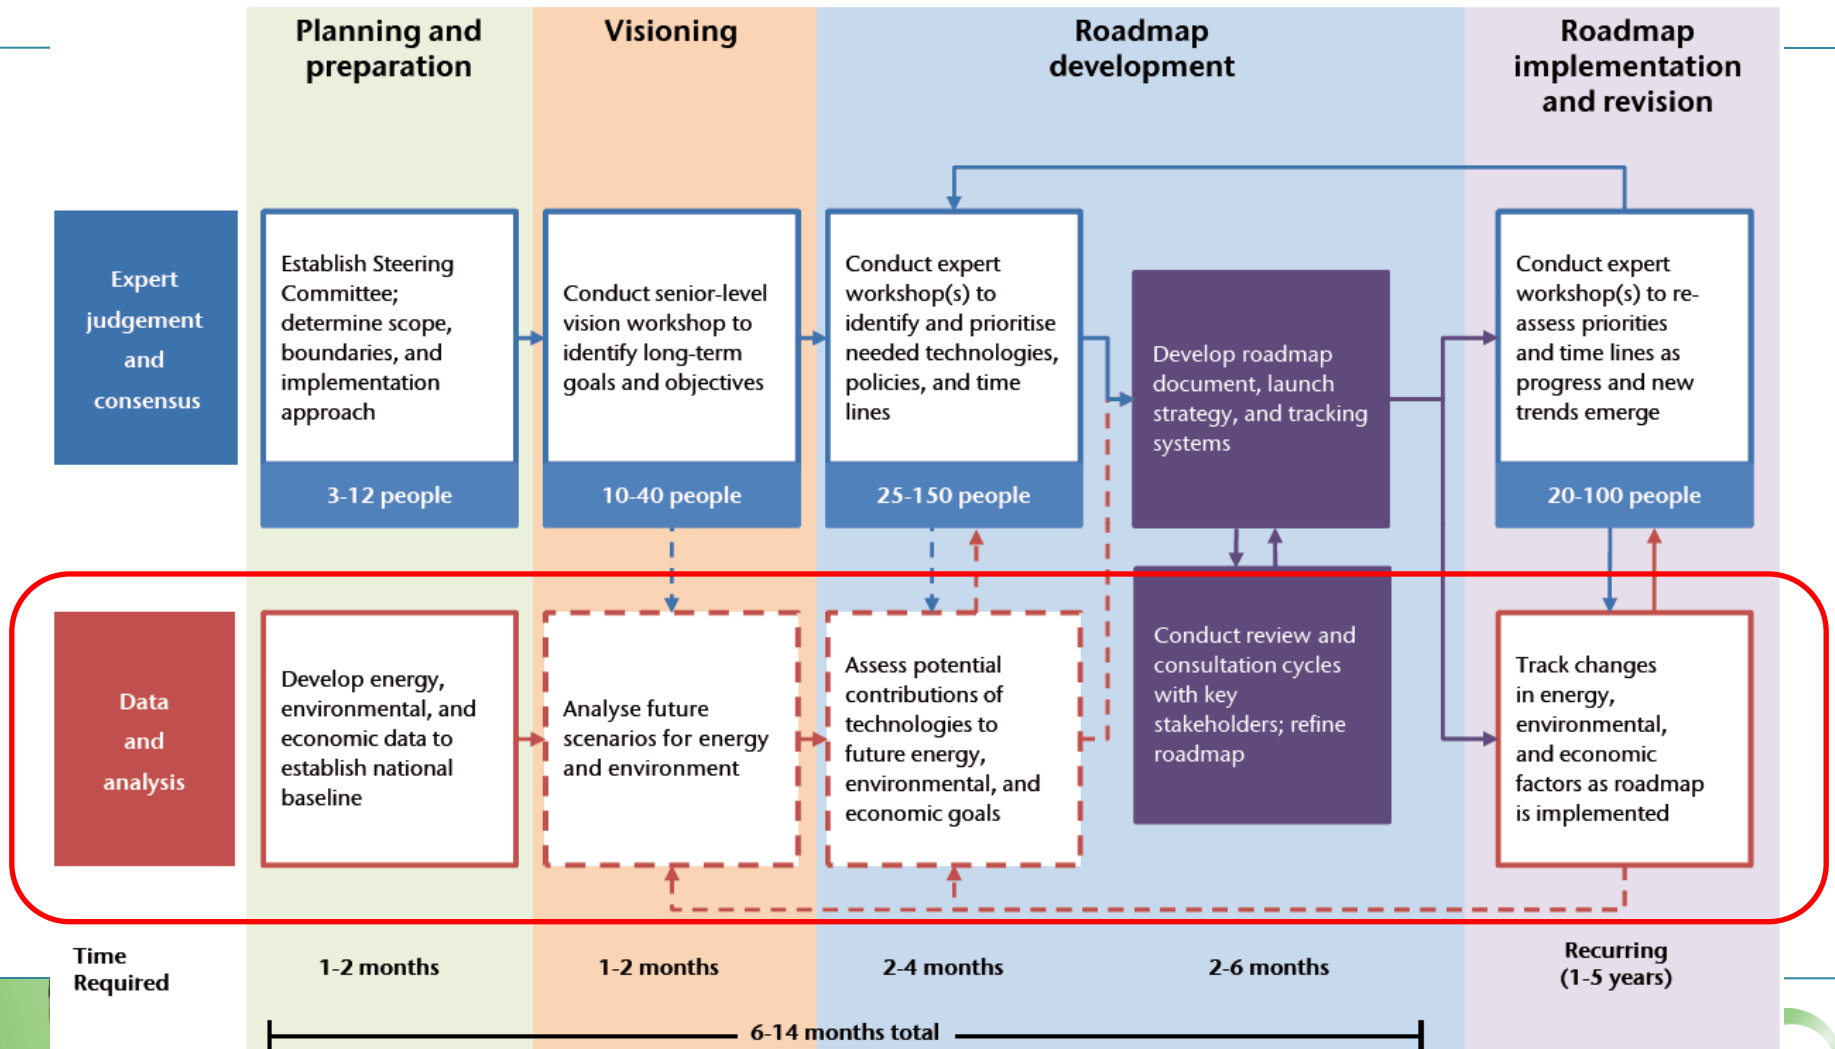 Planning and
preparation
Visioning
Roadmap
development
Roadmap
implementation
and revision
Expert
judgement
and
consensus
Establish Steering
Committee;
determine scope,
boundaries, and
implementation
approach
3-12 people
Conduct senior-level
vision workshop to
identify long-term
goals and objectives
10-40 people
Conduct expert
workshop(s) to
identify and prioritise
needed technologies,
policies, and time
lines
25-150 people
Develop roadmap
document, launch
strategy, and tracking
systems
Conduct expert
workshop(s) to re-
assess priorities
and time lines as
progress and new
trends emerge
20-100 people
Data
and
analysis
Develop energy,
environmental, and
economic data to
establish national
baseline
Analyse future
scenarios for energy
and environment
Assess potential
contributions of
technologies to
future energy,
environmental, and
economic goals
Conduct review and
consultation cycles
with key
stakeholders; refine
roadmap
Track changes
in energy,
environmental,
and economic
factors as roadmap
is implemented
Time
Required
1-2 months
1-2 months
2-4 months
2-6 months
Recurring
(1-5 years)
6-14 months total